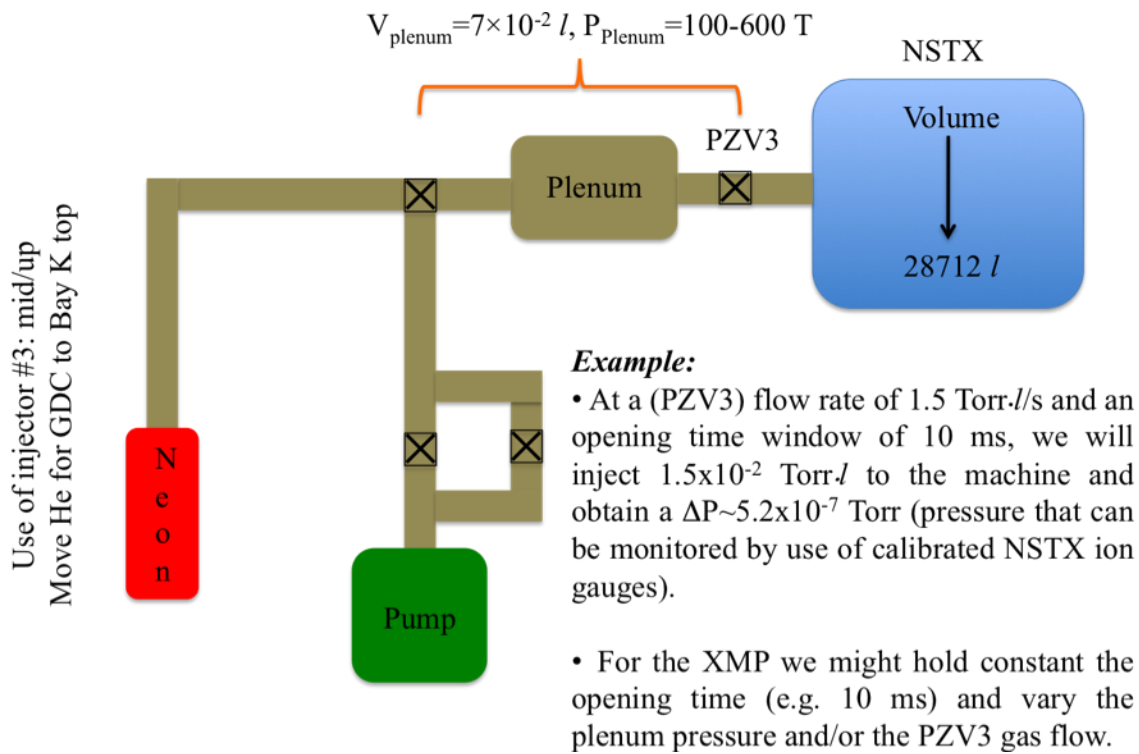 V_plenum=7×10⁻² l, P_Plenum=100-600 T
NSTX
PZV3
Volume
Plenum
28712 l
Use of injector #3: mid/up
Move He for GDC to Bay K top
Neon
Pump
Example:
• At a (PZV3) flow rate of 1.5 Torr·l/s and an
opening time window of 10 ms, we will
inject 1.5x10⁻² Torr·l to the machine and
obtain a ΔP~5.2x10⁻⁷ Torr (pressure that can
be monitored by use of calibrated NSTX ion
gauges).
• For the XMP we might hold constant the
opening time (e.g. 10 ms) and vary the
plenum pressure and/or the PZV3 gas flow.